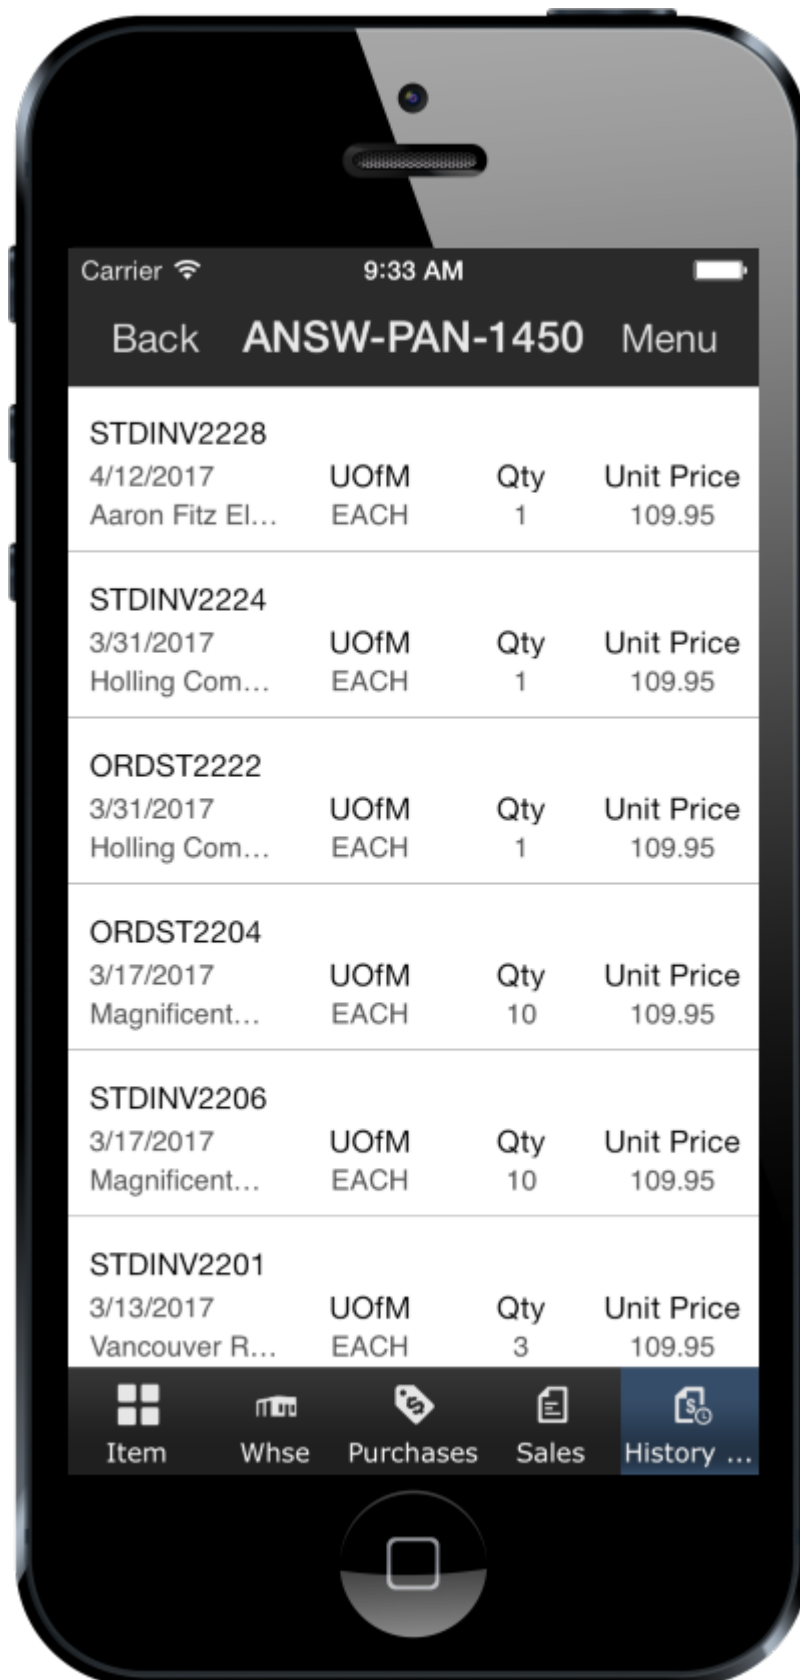 Carrier 9:33 AM
Back ANSW-PAN-1450 Menu
STDINV2228
4/12/2017 UOfM Qty Unit Price
Aaron Fitz El... EACH 1 109.95
STDINV2224
3/31/2017 UOfM Qty Unit Price
Holling Com... EACH 1 109.95
ORDST2222
3/31/2017 UOfM Qty Unit Price
Holling Com... EACH 1 109.95
ORDST2204
3/17/2017 UOfM Qty Unit Price
Magnificent... EACH 10 109.95
STDINV2206
3/17/2017 UOfM Qty Unit Price
Magnificent... EACH 10 109.95
STDINV2201
3/13/2017 UOfM Qty Unit Price
Vancouver R... EACH 3 109.95
Item Whse Purchases Sales History ...